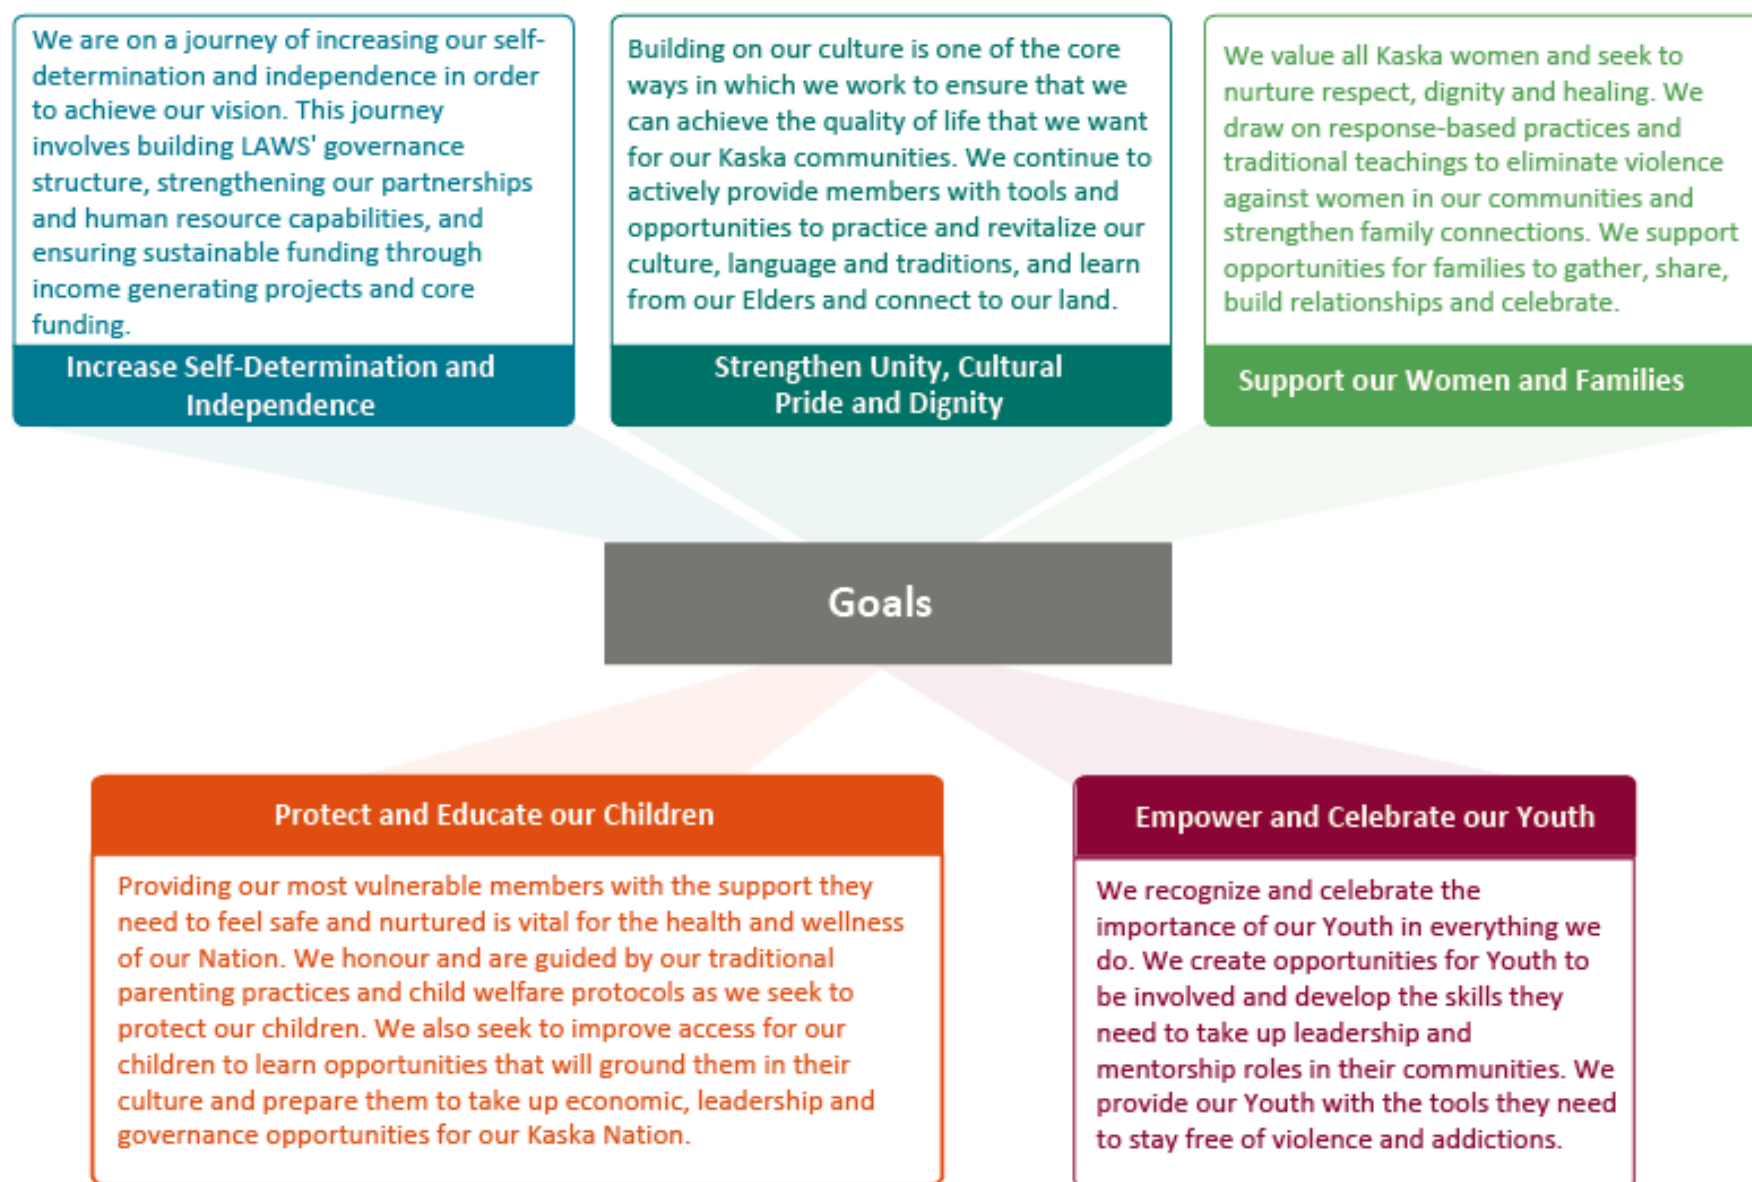 We are on a journey of increasing our self-
determination and independence in order
to achieve our vision. This journey
involves building LAWS' governance
structure, strengthening our partnerships
and human resource capabilities, and
ensuring sustainable funding through
income generating projects and core
funding.
Increase Self-Determination and
Independence
Building on our culture is one of the core
ways in which we work to ensure that we
can achieve the quality of life that we want
for our Kaska communities. We continue to
actively provide members with tools and
opportunities to practice and revitalize our
culture, language and traditions, and learn
from our Elders and connect to our land.
Strengthen Unity, Cultural
Pride and Dignity
We value all Kaska women and seek to
nurture respect, dignity and healing. We
draw on response-based practices and
traditional teachings to eliminate violence
against women in our communities and
strengthen family connections. We support
opportunities for families to gather, share,
build relationships and celebrate.
Support our Women and Families
Goals
Protect and Educate our Children
Providing our most vulnerable members with the support they
need to feel safe and nurtured is vital for the health and wellness
of our Nation. We honour and are guided by our traditional
parenting practices and child welfare protocols as we seek to
protect our children. We also seek to improve access for our
children to learn opportunities that will ground them in their
culture and prepare them to take up economic, leadership and
governance opportunities for our Kaska Nation.
Empower and Celebrate our Youth
We recognize and celebrate the
importance of our Youth in everything we
do. We create opportunities for Youth to
be involved and develop the skills they
need to take up leadership and
mentorship roles in their communities. We
provide our Youth with the tools they need
to stay free of violence and addictions.